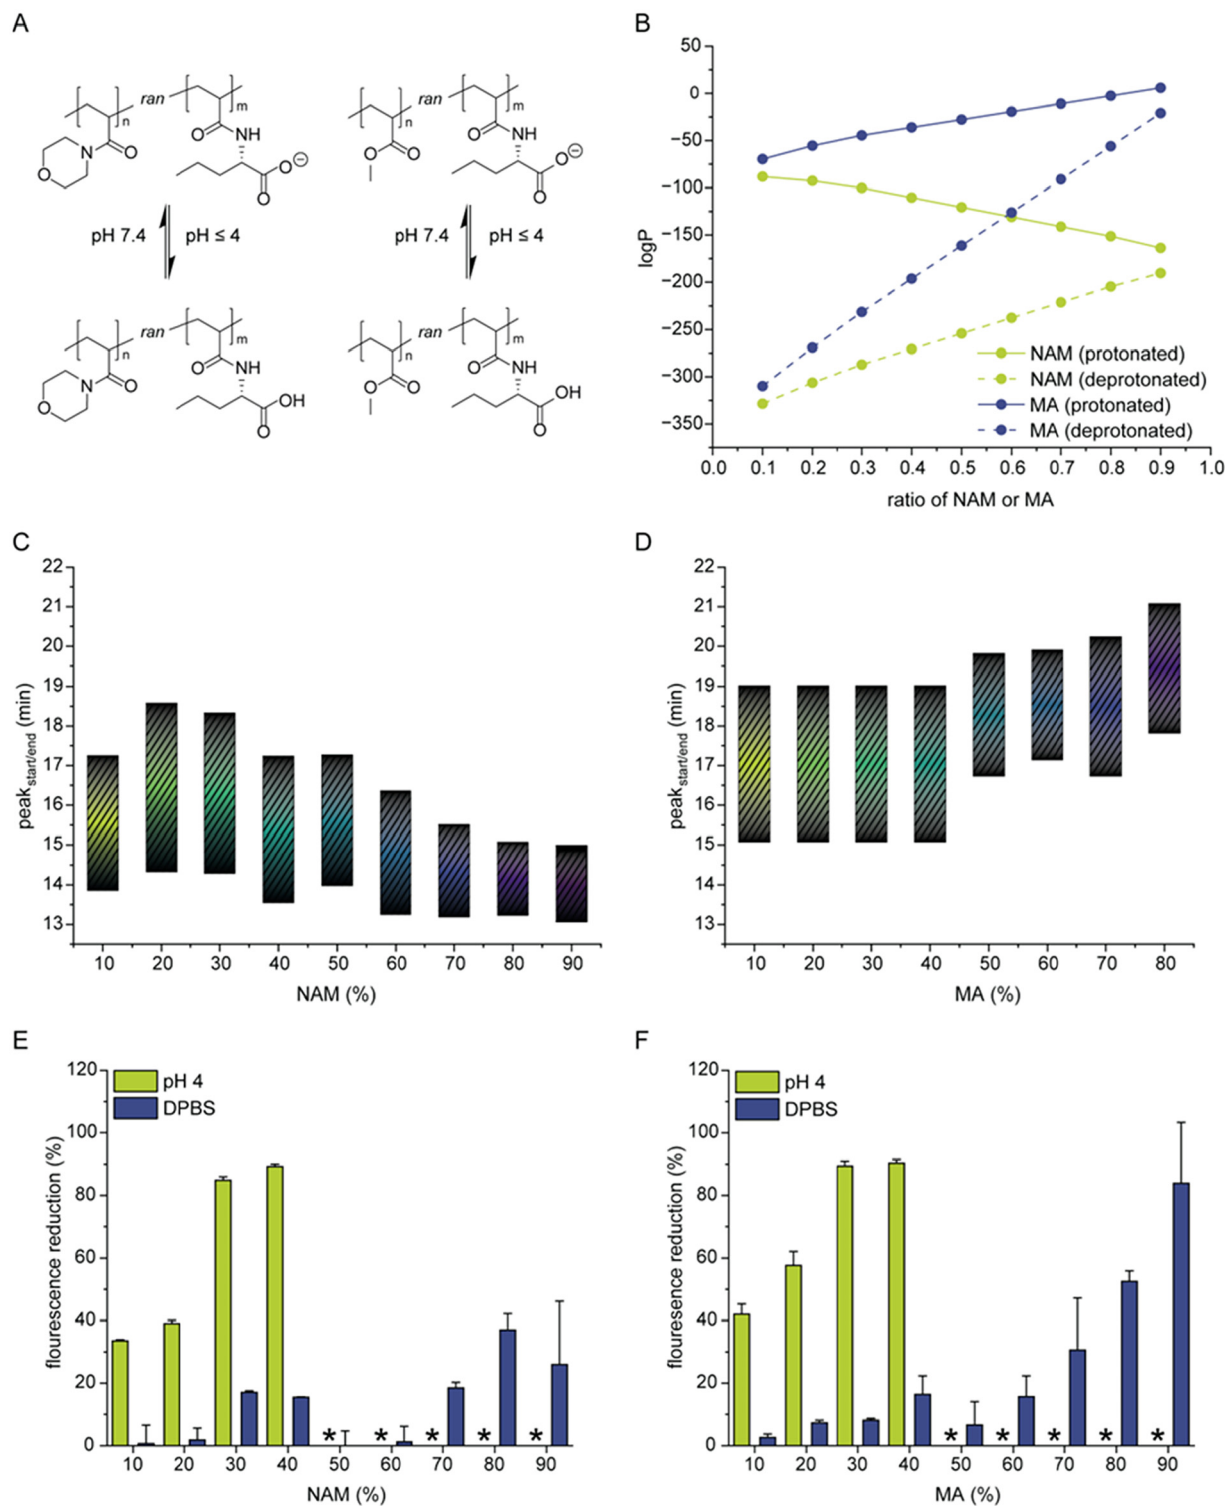 A
ran
n
m
N
O
O
O
NH
O
O⊖
pH 7.4
pH ≤ 4
ran
n
m
N
O
O
O
NH
OH
O
ran
n
m
O
O
O
NH
O⊖
O
pH 7.4
pH ≤ 4
ran
n
m
O
O
O
NH
OH
O
B
50
0
−50
−100
−150
−200
−250
−300
−350
logP
NAM (protonated)
NAM (deprotonated)
MA (protonated)
MA (deprotonated)
0.0 0.1 0.2 0.3 0.4 0.5 0.6 0.7 0.8 0.9 1.0
ratio of NAM or MA
C
22
21
20
19
18
17
16
15
14
13
peakstart/end (min)
10 20 30 40 50 60 70 80 90
NAM (%)
D
22
21
20
19
18
17
16
15
14
13
peakstart/end (min)
10 20 30 40 50 60 70 80
MA (%)
E
120
100
80
60
40
20
0
flourescence reduction (%)
pH 4
DPBS
* * * * *
10 20 30 40 50 60 70 80 90
NAM (%)
F
120
100
80
60
40
20
0
flouresence reduction (%)
pH 4
DPBS
* * * * *
10 20 30 40 50 60 70 80 90
MA (%)